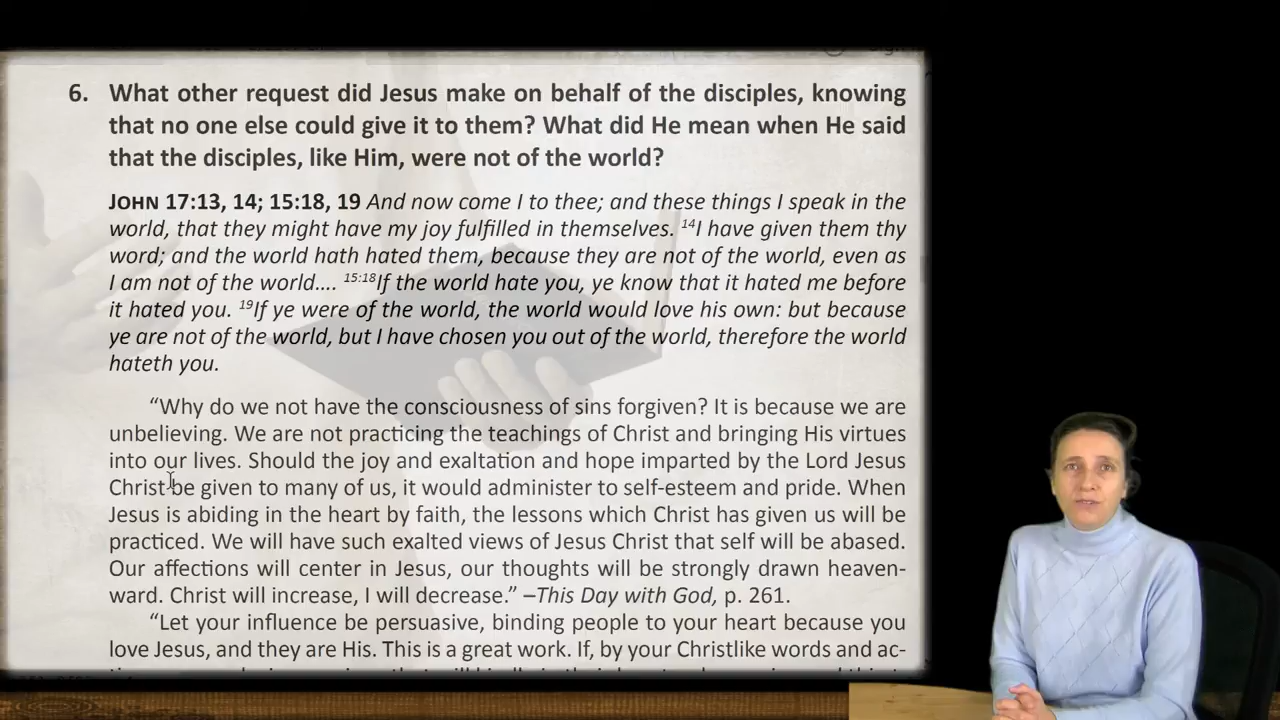 6. What other request did Jesus make on behalf of the disciples, knowing
that no one else could give it to them? What did He mean when He said
that the disciples, like Him, were not of the world?
JOHN 17:13, 14; 15:18, 19 And now come I to thee; and these things I speak in the
world, that they might have my joy fulfilled in themselves. 14I have given them thy
word; and the world hath hated them, because they are not of the world, even as
I am not of the world.... 15:18If the world hate you, ye know that it hated me before
it hated you. 19If ye were of the world, the world would love his own: but because
ye are not of the world, but I have chosen you out of the world, therefore the world
hateth you.
“Why do we not have the consciousness of sins forgiven? It is because we are
unbelieving. We are not practicing the teachings of Christ and bringing His virtues
into our lives. Should the joy and exaltation and hope imparted by the Lord Jesus
Christ be given to many of us, it would administer to self-esteem and pride. When
Jesus is abiding in the heart by faith, the lessons which Christ has given us will be
practiced. We will have such exalted views of Jesus Christ that self will be abased.
Our affections will center in Jesus, our thoughts will be strongly drawn heaven-
ward. Christ will increase, I will decrease.” –This Day with God, p. 261.
“Let your influence be persuasive, binding people to your heart because you
love Jesus, and they are His. This is a great work. If, by your Christlike words and ac-